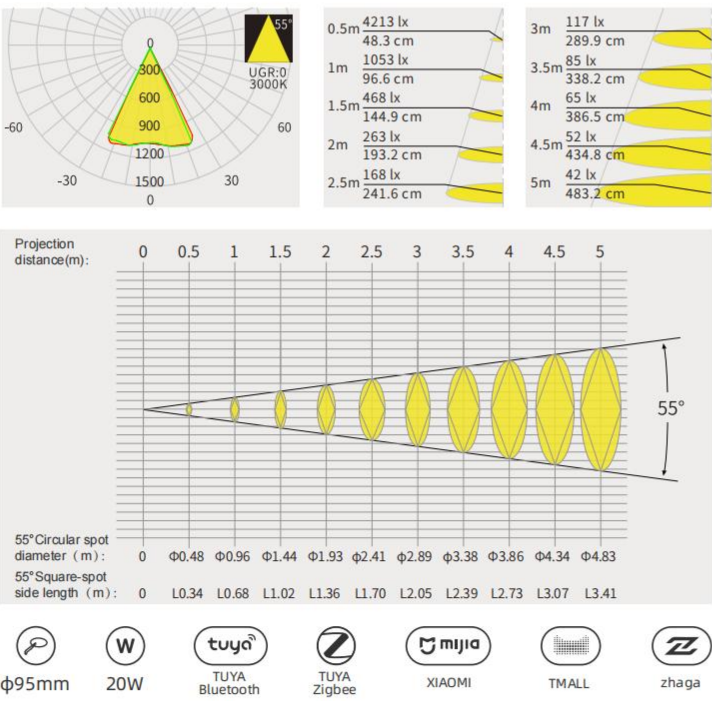 55°
UGR:0
3000K
0
300
600
900
1200
1500
0
-60
60
-30
30
0.5m
4213 lx
48.3 cm
1m
1053 lx
96.6 cm
1.5m
468 lx
144.9 cm
2m
263 lx
193.2 cm
2.5m
168 lx
241.6 cm
3m
117 lx
289.9 cm
3.5m
85 lx
338.2 cm
4m
65 lx
386.5 cm
4.5m
52 lx
434.8 cm
5m
42 lx
483.2 cm
Projection
distance(m): 0 0.5 1 1.5 2 2.5 3 3.5 4 4.5 5
55°
55°Circular spot
diameter（m）: 0 Φ0.48 Φ0.96 Φ1.44 Φ1.93 φ2.41 φ2.89 φ3.38 φ3.86 φ4.34 φ4.83
55°Square-spot
side length（m）: 0 L0.34 L0.68 L1.02 L1.36 L1.70 L2.05 L2.39 L2.73 L3.07 L3.41
W
tuya
mijia
φ95mm
20W
TUYA
Bluetooth
TUYA
Zigbee
XIAOMI
TMALL
zhaga